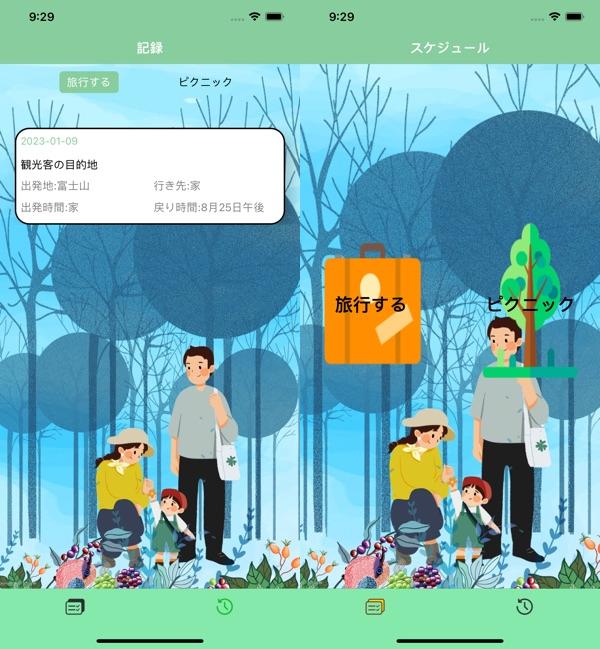 9:29
記録
旅行する
ピクニック
2023-01-09
観光客の目的地
出発地:富士山
行き先:家
出発時間:家
戻り時間:8月25日午後
9:29
スケジュール
旅行する
ピクニック